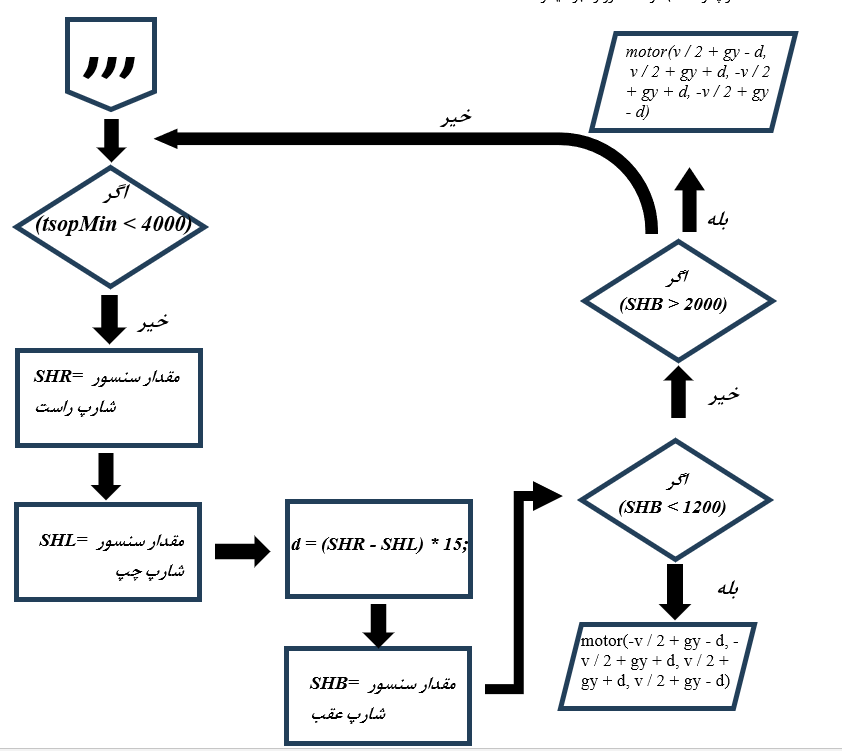 ,,,
اگر
(tsopMin < 4000)
خیر
SHR= مقدار سنسور
شارپ راست
SHL= مقدار سنسور
شارپ چپ
d = (SHR - SHL) * 15;
SHB= مقدار سنسور
شارپ عقب
اگر
(SHB < 1200)
بله
motor(-v / 2 + gy - d, -
v / 2 + gy + d, v / 2 +
gy + d, v / 2 + gy - d)
خیر
اگر
(SHB > 2000)
بله
motor(v / 2 + gy - d,
v / 2 + gy + d, -v / 2
+ gy + d, -v / 2 + gy
- d)
خیر